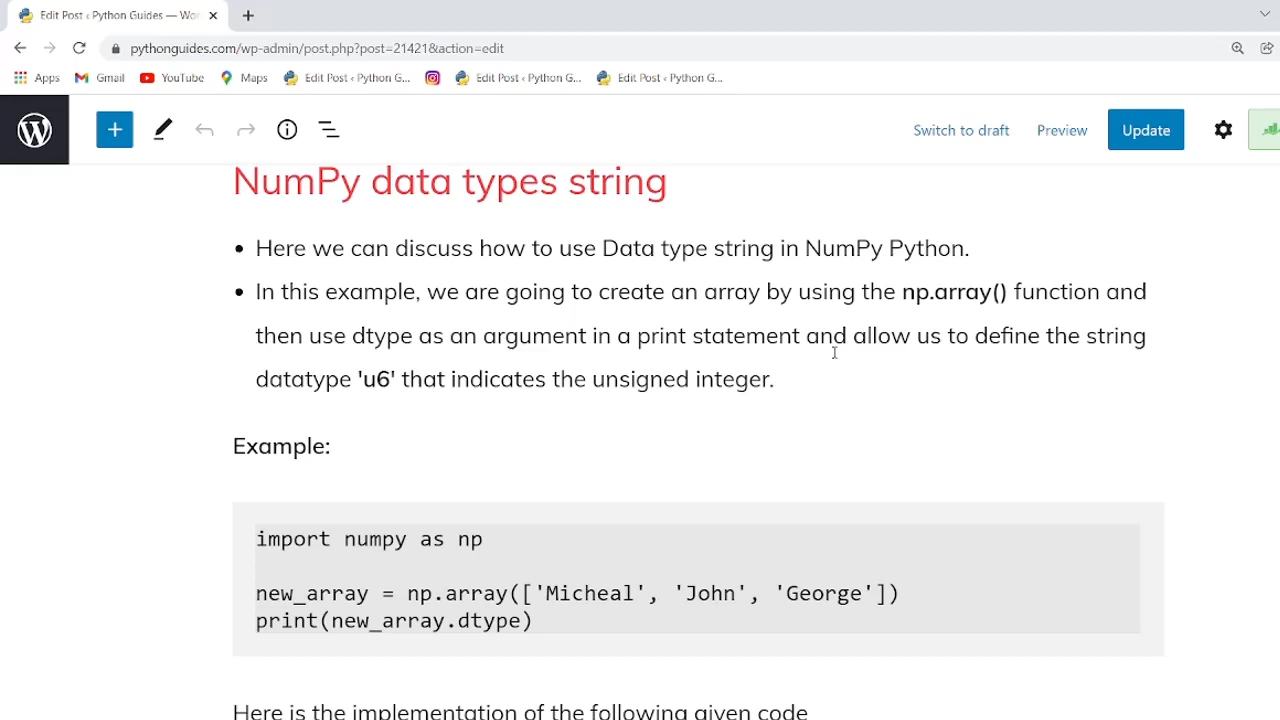 Edit Post ‹ Python Guides — Wor
pythonguides.com/wp-admin/post.php?post=21421&action=edit
Apps Gmail YouTube Maps Edit Post ‹ Python G... Edit Post ‹ Python G... Edit Post ‹ Python G...
Switch to draft Preview Update
NumPy data types string
• Here we can discuss how to use Data type string in NumPy Python.
• In this example, we are going to create an array by using the np.array() function and
then use dtype as an argument in a print statement and allow us to define the string
datatype 'u6' that indicates the unsigned integer.
Example:
import numpy as np
new_array = np.array(['Micheal', 'John', 'George'])
print(new_array.dtype)
Here is the implementation of the following given code